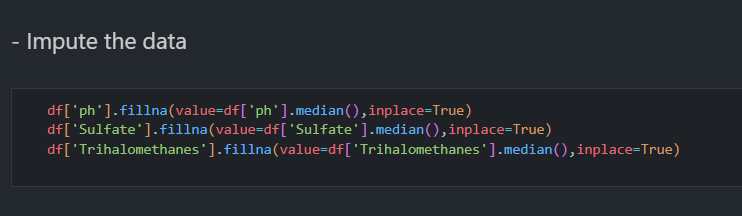 - Impute the data
df['ph'].fillna(value=df['ph'].median(),inplace=True)
df['Sulfate'].fillna(value=df['Sulfate'].median(),inplace=True)
df['Trihalomethanes'].fillna(value=df['Trihalomethanes'].median(),inplace=True)